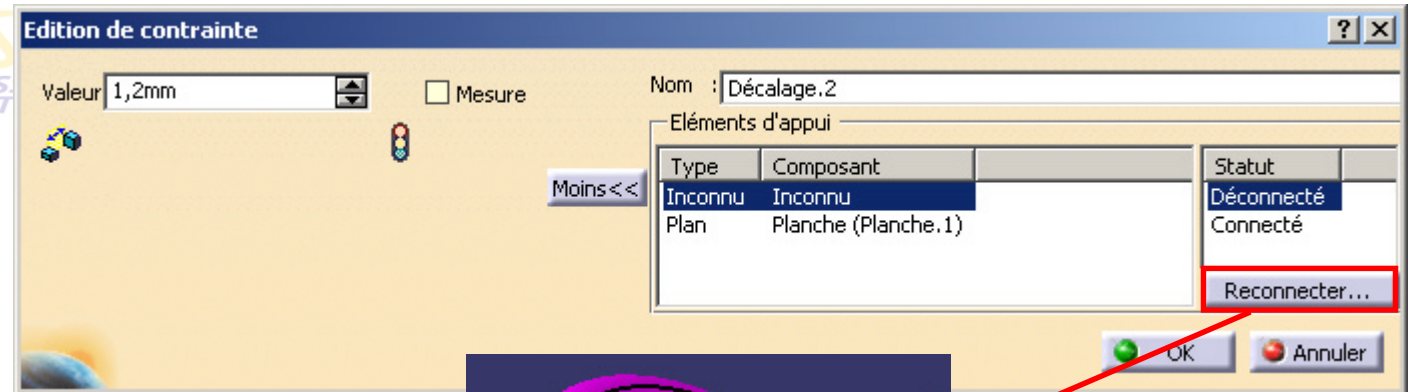 Edition de contrainte
Valeur 1,2mm Mesure Nom : Décalage.2
Eléments d'appui
Moins<<
Type Composant Statut
Inconnu Inconnu Déconnecté
Plan Planche (Planche.1) Connecté
Reconnecter...
OK Annuler